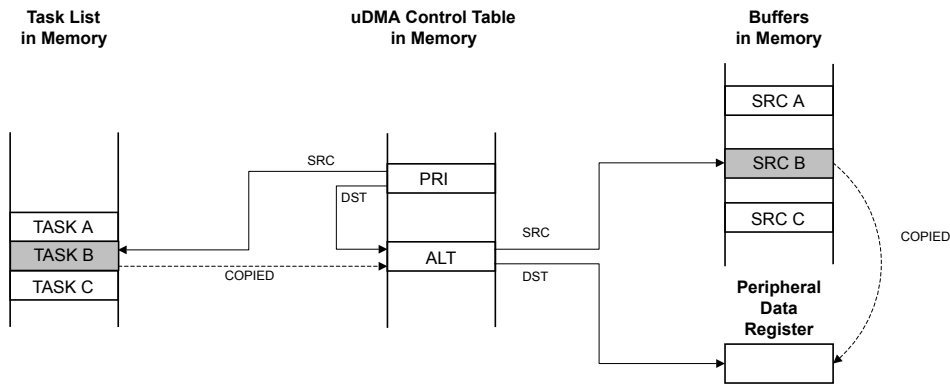 Task List
in Memory
uDMA Control Table
in Memory
Buffers
in Memory
SRC A
SRC
PRI
SRC B
DST
TASK A
SRC C
TASK B
SRC
COPIED
ALT
COPIED
DST
TASK C
Peripheral
Data
Register